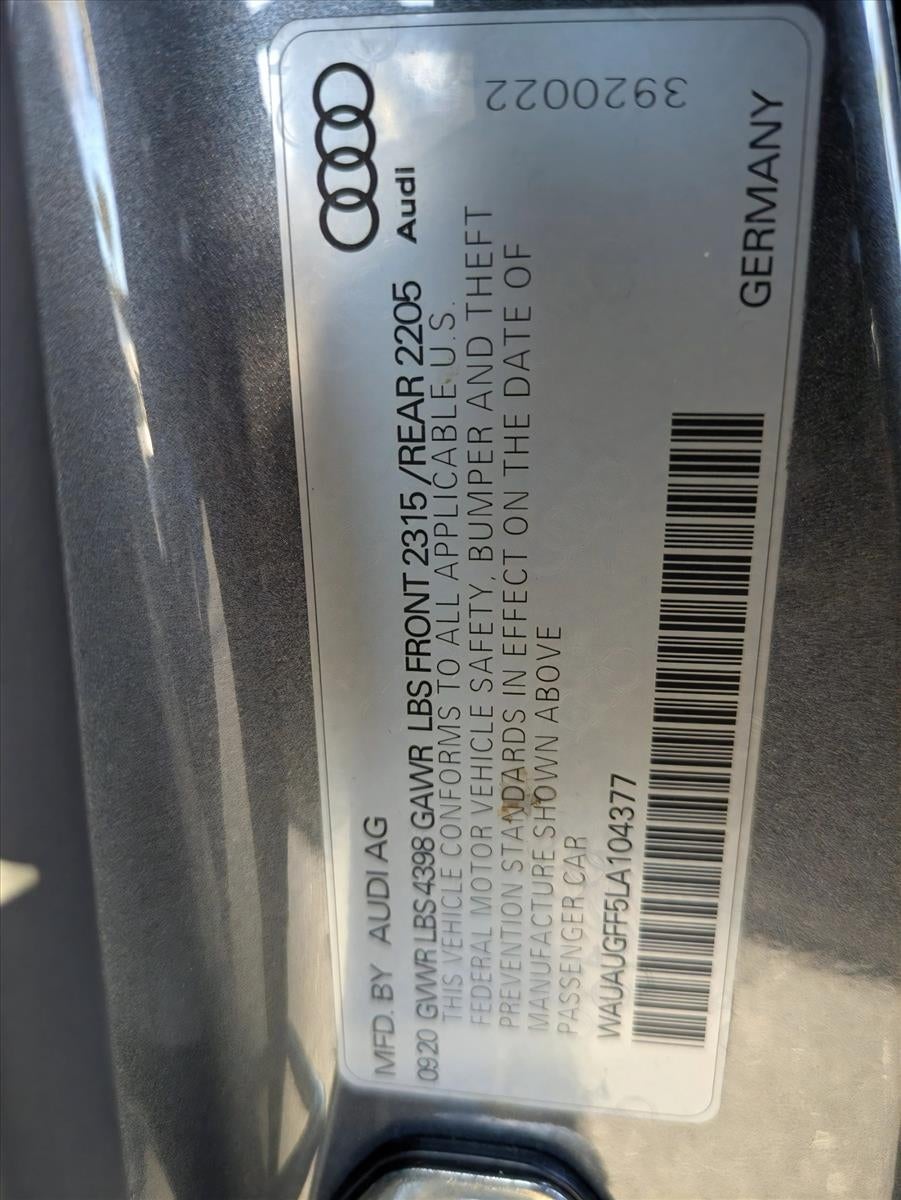 MFD. BY AUDI AG
Audi
0920 GVWR LBS 4398 GAWR LBS FRONT 2315 /REAR 2205
THIS VEHICLE CONFORMS TO ALL APPLICABLE U.S.
FEDERAL MOTOR VEHICLE SAFETY, BUMPER AND THEFT
PREVENTION STANDARDS IN EFFECT ON THE DATE OF
MANUFACTURE SHOWN ABOVE
PASSENGER CAR
3920022
WAUAUGFF5LA104377
GERMANY